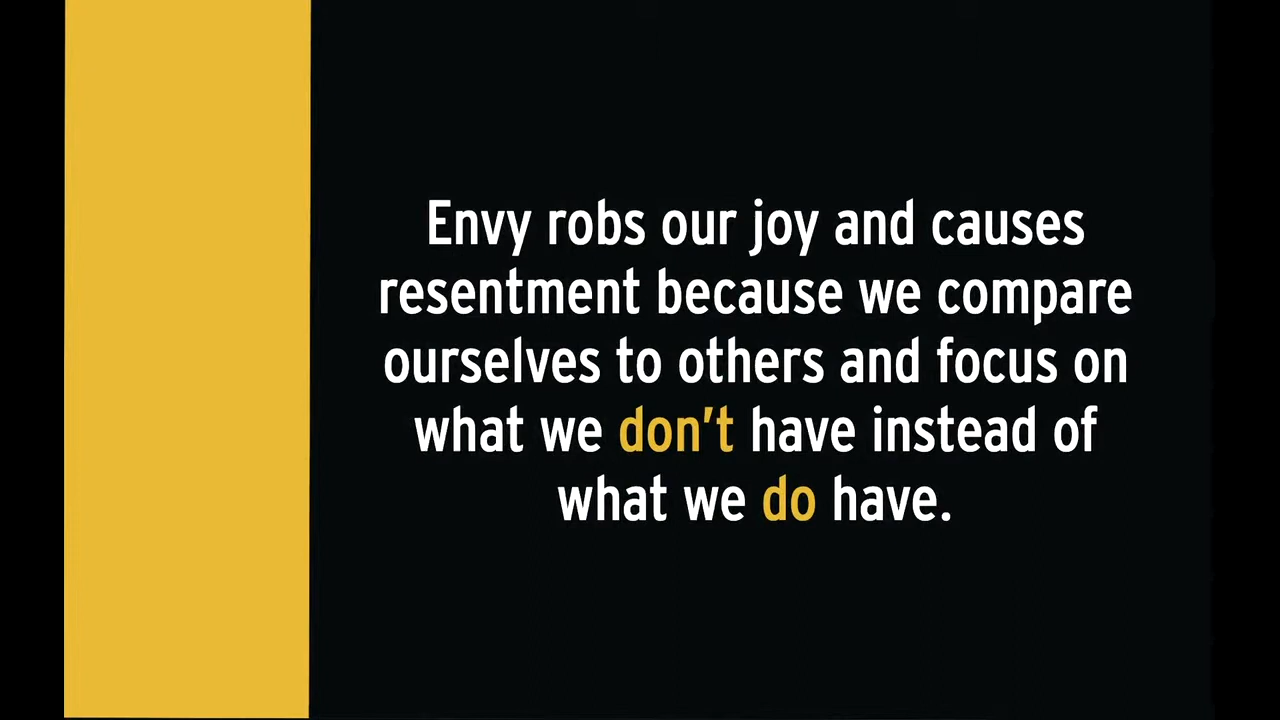 Envy robs our joy and causes
resentment because we compare
ourselves to others and focus on
what we don't have instead of
what we do have.